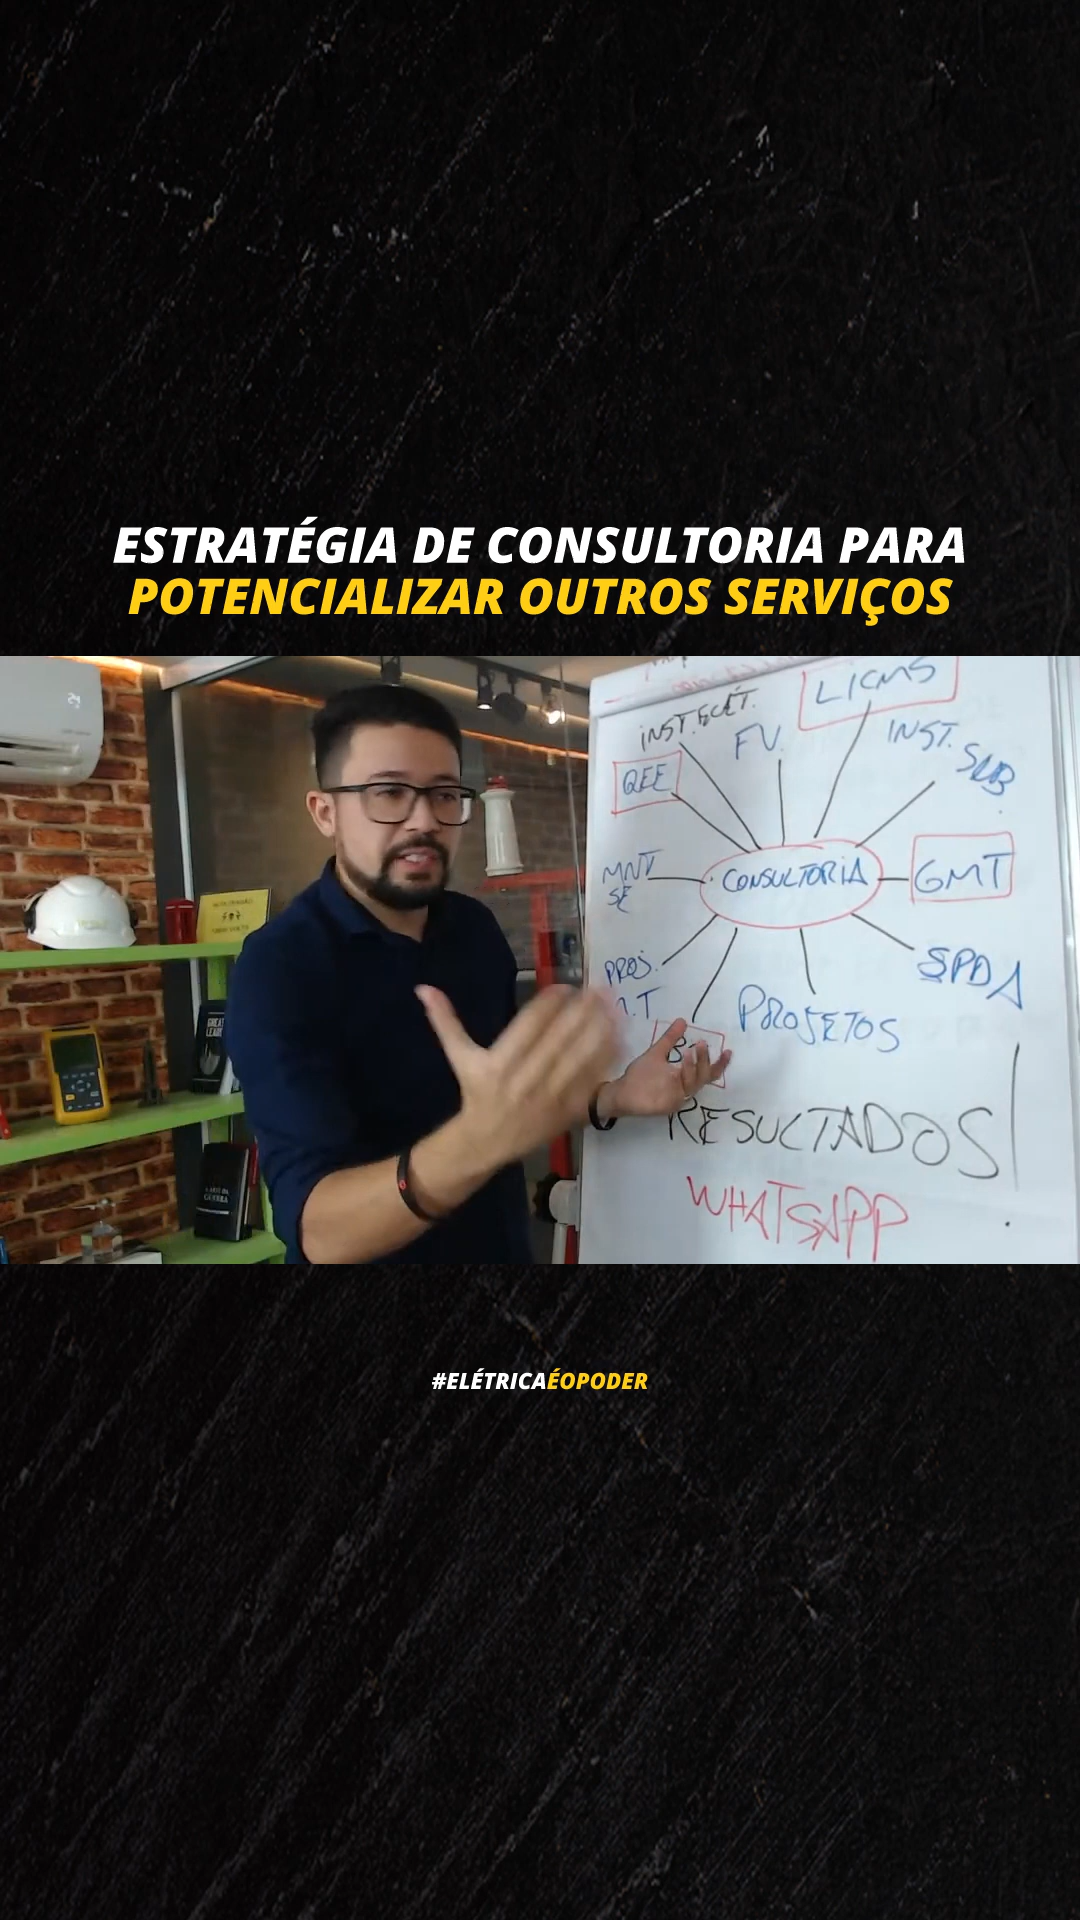 ESTRATÉGIA DE CONSULTORIA PARA
POTENCIALIZAR OUTROS SERVIÇOS
LICMS
INST. ELÉT.
FV
INST.
SUB
QEE
MNT
SE
CONSULTORIA
GMT
PROJ.
SPDA
PROJETOS
RESULTADOS
WHATSAPP
#ELÉTRICAÉOPODER